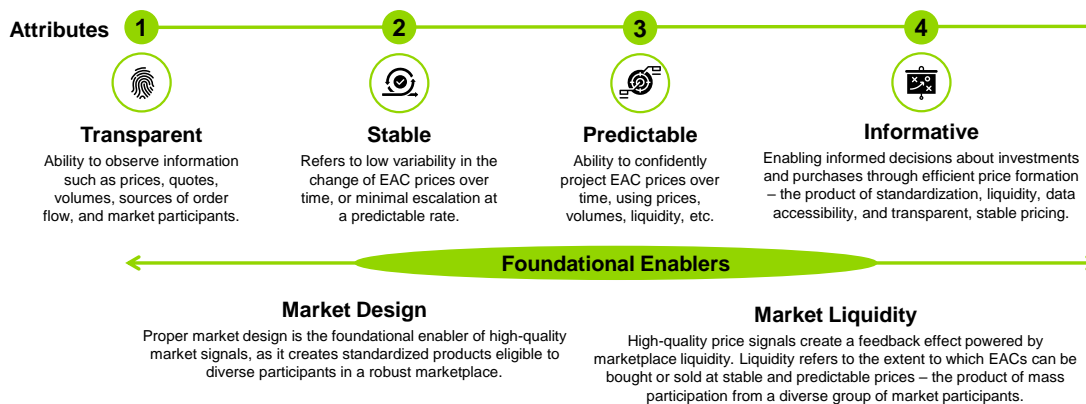 Attributes
1
2
3
4
Transparent
Ability to observe information
such as prices, quotes,
volumes, sources of order
flow, and market participants.
Stable
Refers to low variability in the
change of EAC prices over
time, or minimal escalation at
a predictable rate.
Predictable
Ability to confidently
project EAC prices over
time, using prices,
volumes, liquidity, etc.
Informative
Enabling informed decisions about investments
and purchases through efficient price formation
– the product of standardization, liquidity, data
accessibility, and transparent, stable pricing.
Foundational Enablers
Market Design
Proper market design is the foundational enabler of high-quality
market signals, as it creates standardized products eligible to
diverse participants in a robust marketplace.
Market Liquidity
High-quality price signals create a feedback effect powered by
marketplace liquidity. Liquidity refers to the extent to which EACs can be
bought or sold at stable and predictable prices – the product of mass
participation from a diverse group of market participants.